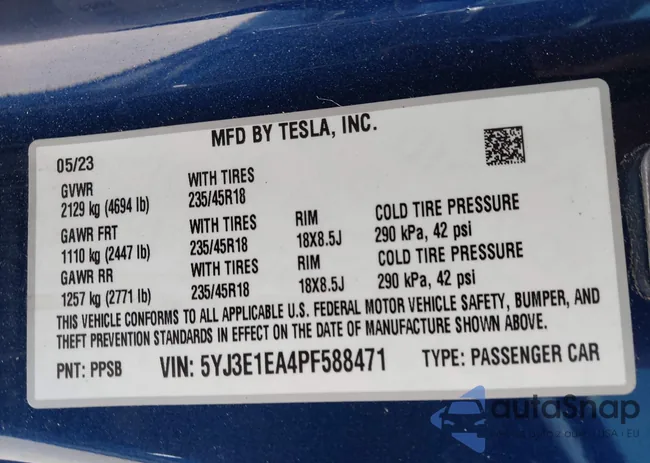 MFD BY TESLA, INC.
05/23
GVWR WITH TIRES
2129 kg (4694 lb) 235/45R18
GAWR FRT WITH TIRES RIM COLD TIRE PRESSURE
1110 kg (2447 lb) 235/45R18 18X8.5J 290 kPa, 42 psi
GAWR RR WITH TIRES RIM COLD TIRE PRESSURE
1257 kg (2771 lb) 235/45R18 18X8.5J 290 kPa, 42 psi
THIS VEHICLE CONFORMS TO ALL APPLICABLE U.S. FEDERAL MOTOR VEHICLE SAFETY, BUMPER, AND
THEFT PREVENTION STANDARDS IN EFFECT ON THE DATE OF MANUFACTURE SHOWN ABOVE.
PNT: PPSB VIN: 5YJ3E1EA4PF588471 TYPE: PASSENGER CAR
autoSnap
USA - EU